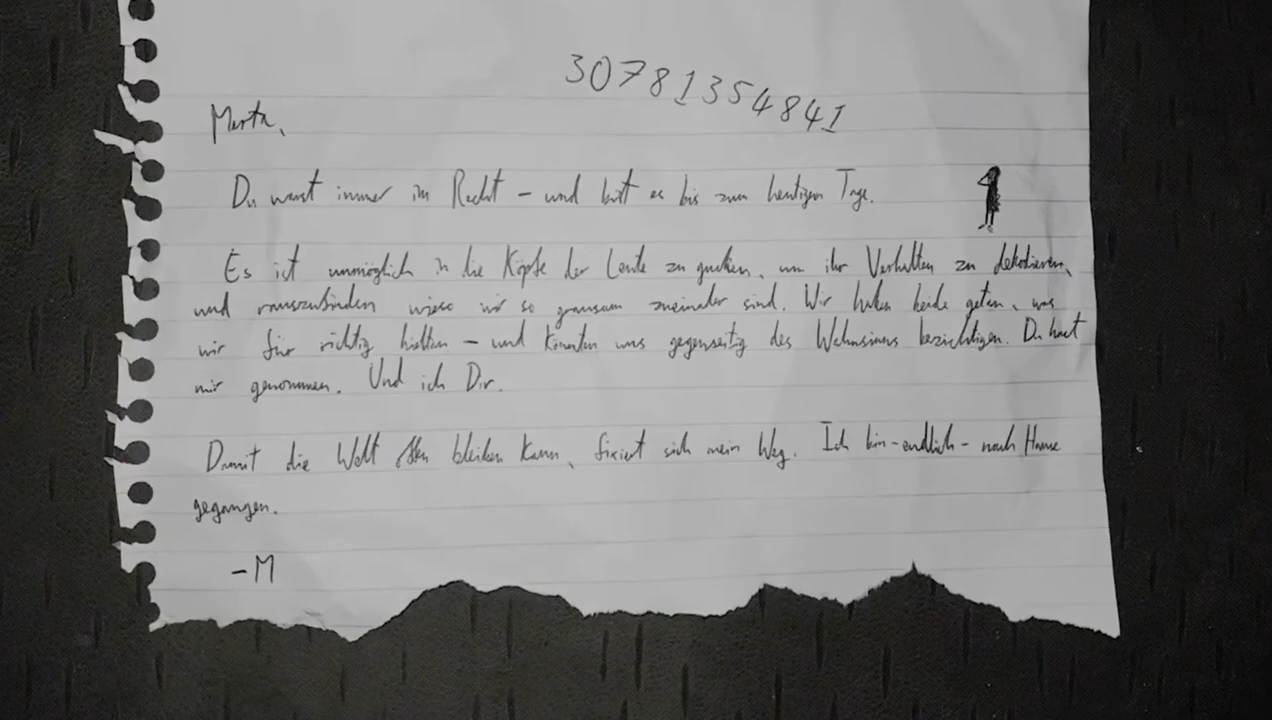 30781354841
Marta,
Du warst immer im Recht – und bist es bis zum heutigen Tage.
Es ist unmöglich in die Köpfe der Leute zu gucken, um ihr Verhalten zu dekodieren,
und rauszufinden wieso wir so grausam zueinander sind. Wir haben beide getan, was
wir für richtig hielten – und konnten uns gegenseitig des Wahnsinns bezichtigen. Du hast
mir genommen. Und ich Dir.
Damit die Welt offen bleiben kann, fixiert sich mein Weg. Ich bin – endlich – nach Hause
gegangen.
– M